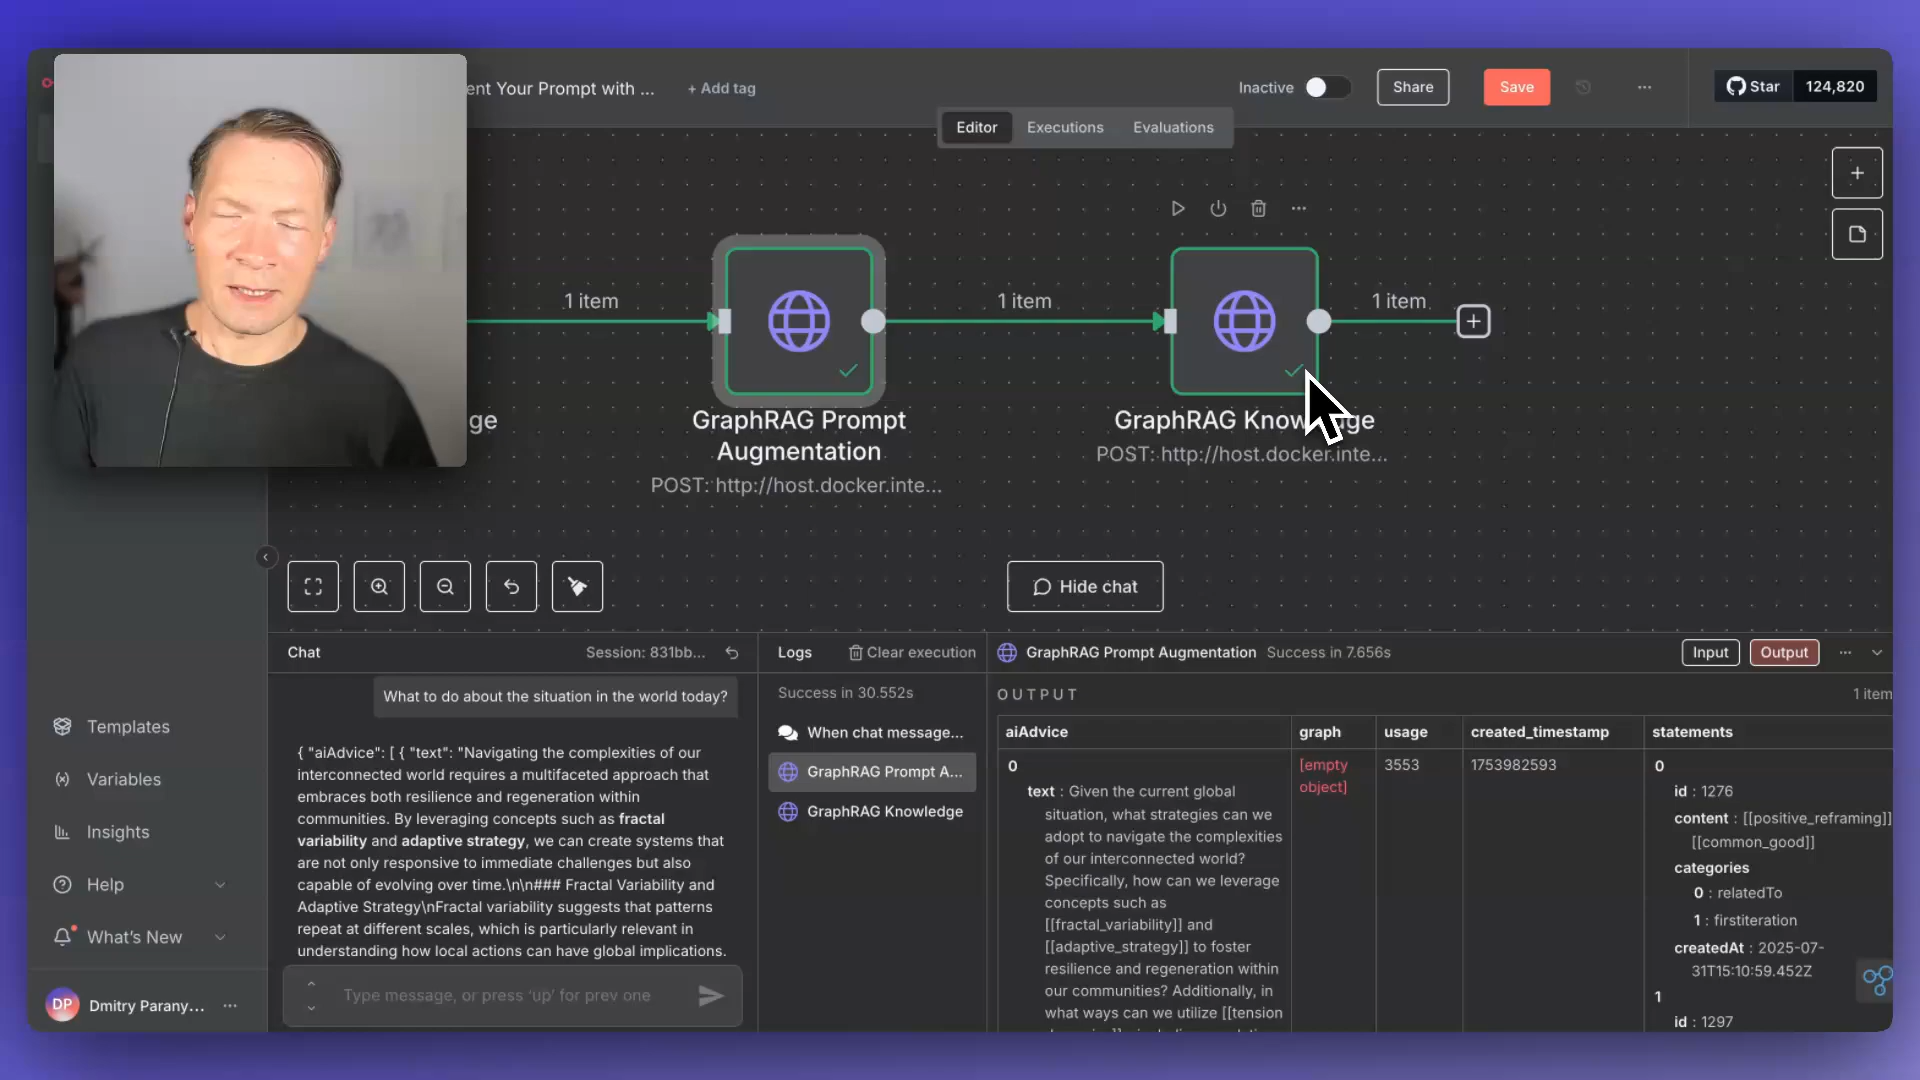 ent Your Prompt with ...
+ Add tag
Inactive
Share
Save
Star
124,820
Editor
Executions
Evaluations
1 item
1 item
1 item
ge
GraphRAG Prompt
Augmentation
POST: http://host.docker.inte...
GraphRAG Know ge
POST: http://host.docker.inte...
Hide chat
Templates
Variables
Insights
Help
What's New
DP
Dmitry Parany...
Chat
Session: 831bb...
What to do about the situation in the world today?
{ "aiAdvice": [ { "text": "Navigating the complexities of our
interconnected world requires a multifaceted approach that
embraces both resilience and regeneration within
communities. By leveraging concepts such as fractal
variability and adaptive strategy, we can create systems that
are not only responsive to immediate challenges but also
capable of evolving over time.\n\n### Fractal Variability and
Adaptive Strategy\nFractal variability suggests that patterns
repeat at different scales, which is particularly relevant in
understanding how local actions can have global implications.
Type message, or press 'up' for prev one
Logs
Clear execution
Success in 30.552s
When chat message...
GraphRAG Prompt A...
GraphRAG Knowledge
GraphRAG Prompt Augmentation
Success in 7.656s
Input
Output
OUTPUT
1 item
aiAdvice
graph
usage
created_timestamp
statements
0
text : Given the current global
situation, what strategies can we
adopt to navigate the complexities
of our interconnected world?
Specifically, how can we leverage
concepts such as
[[fractal_variability]] and
[[adaptive_strategy]] to foster
resilience and regeneration within
our communities? Additionally, in
what ways can we utilize [[tension
[empty
object]
3553
1753982593
0
id : 1276
content : [[positive_reframing]]
[[common_good]]
categories
0 : relatedTo
1 : firstiteration
createdAt : 2025-07-
31T15:10:59.452Z
1
id : 1297